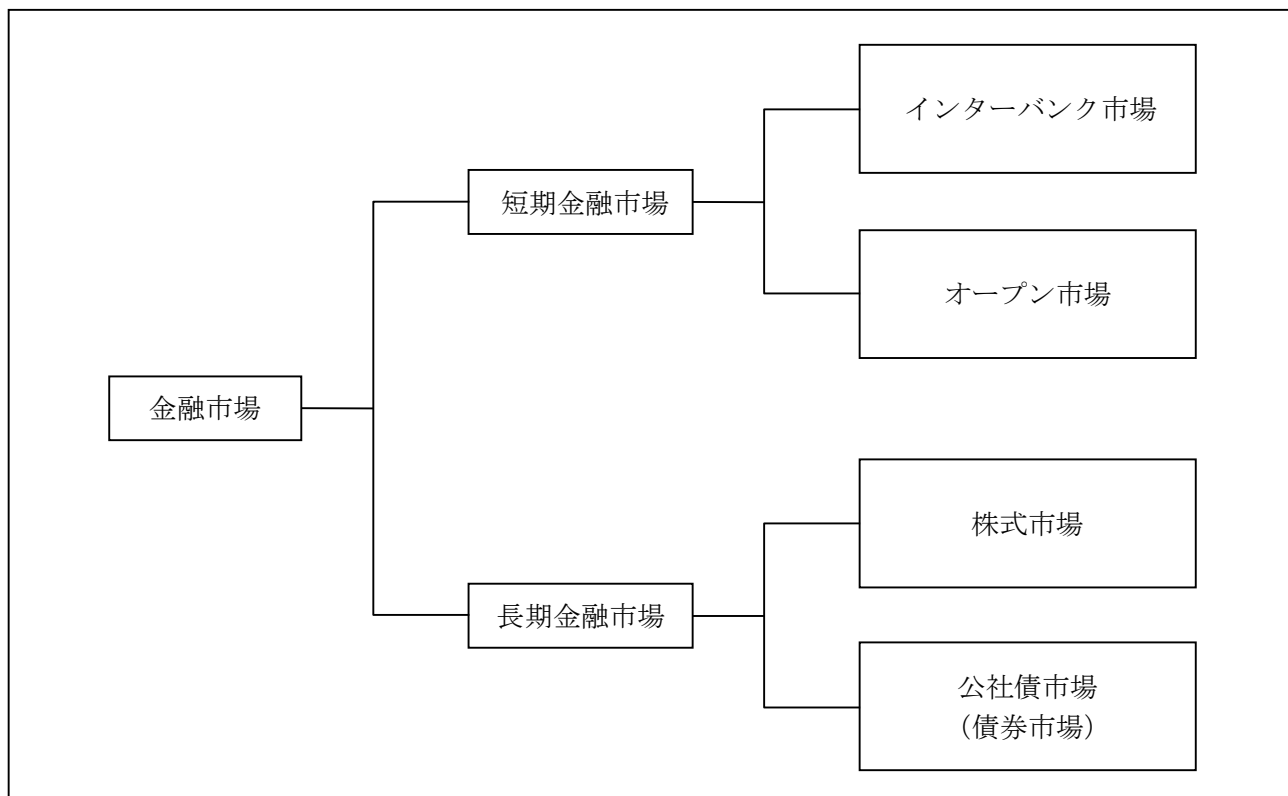 金融市場
短期金融市場
インターバンク市場
オープン市場
長期金融市場
株式市場
公社債市場
（債券市場）